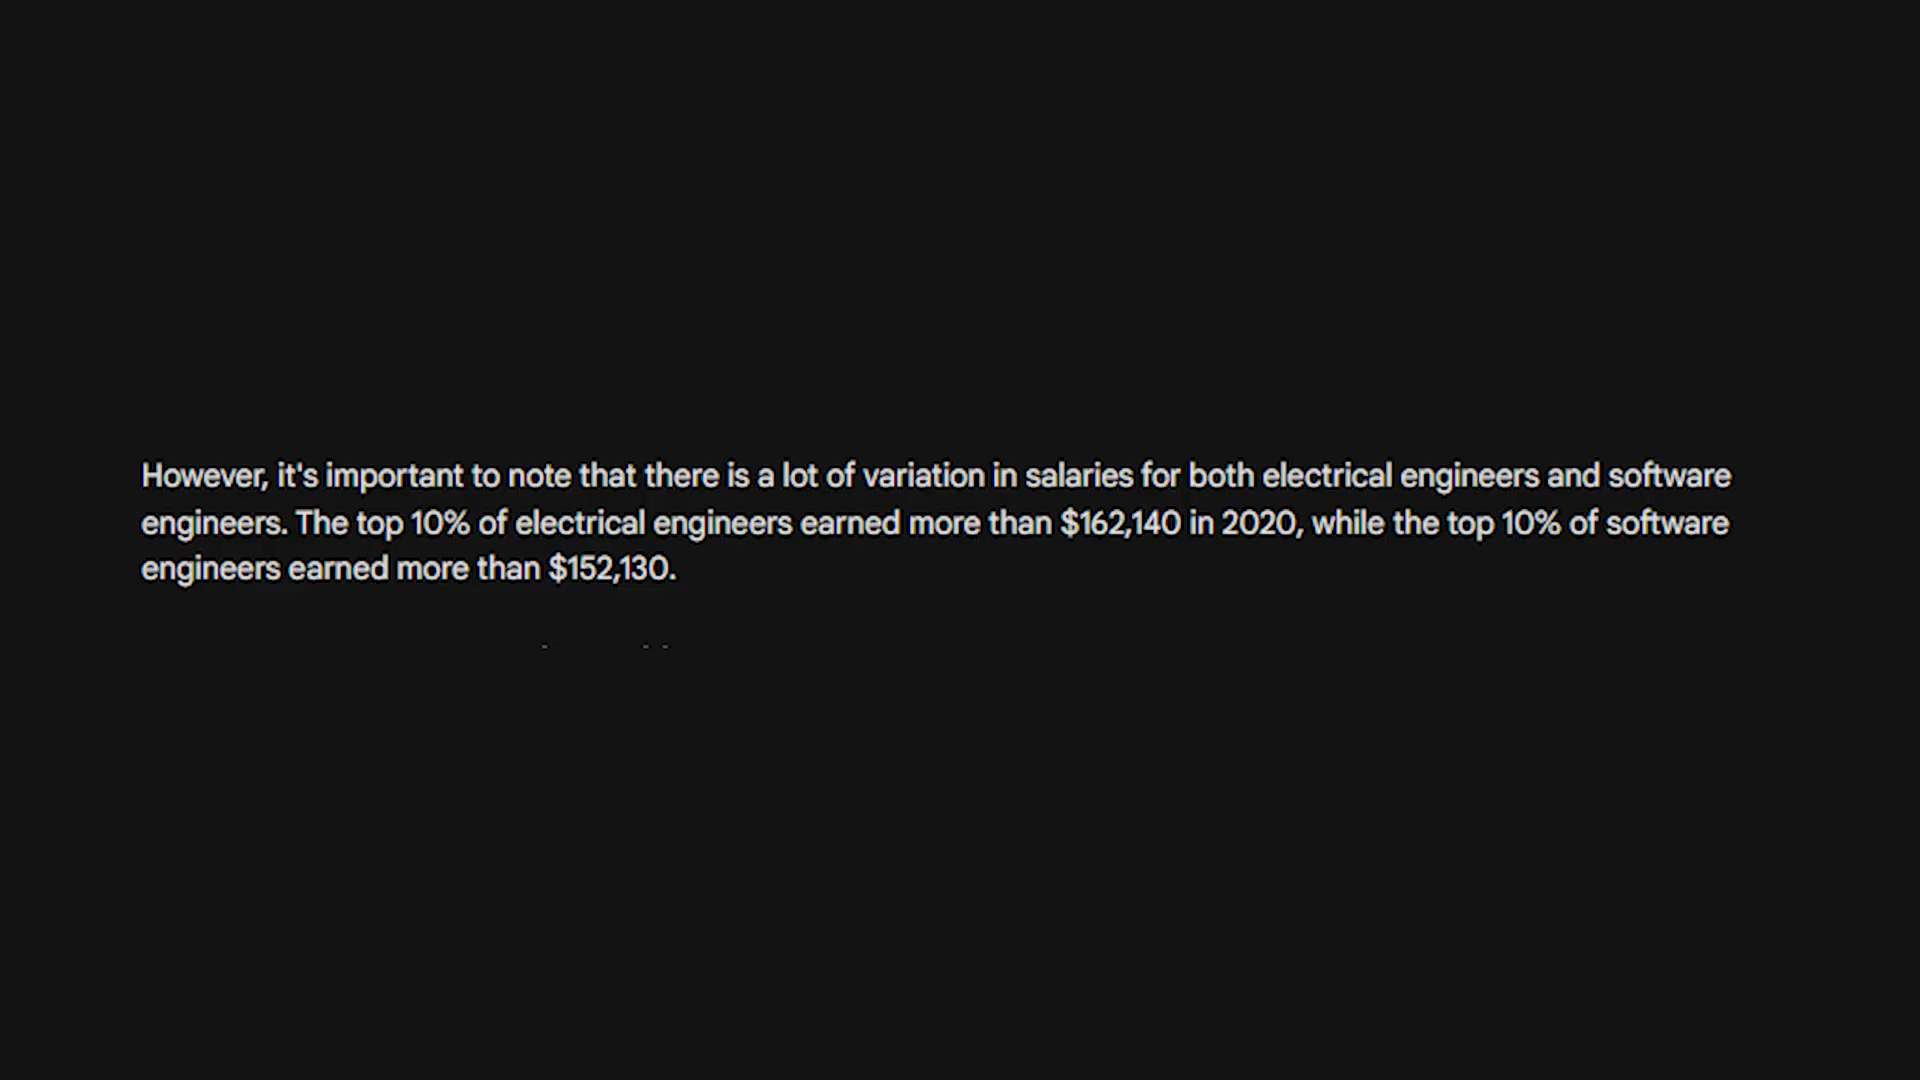 However, it's important to note that there is a lot of variation in salaries for both electrical engineers and software
engineers. The top 10% of electrical engineers earned more than $162,140 in 2020, while the top 10% of software
engineers earned more than $152,130.